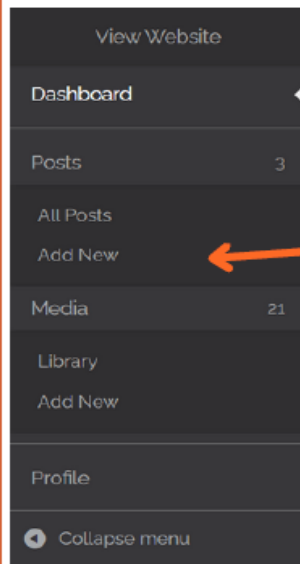 View Website
Dashboard
Posts 3
All Posts
Add New
Media 21
Library
Add New
Profile
Collapse menu